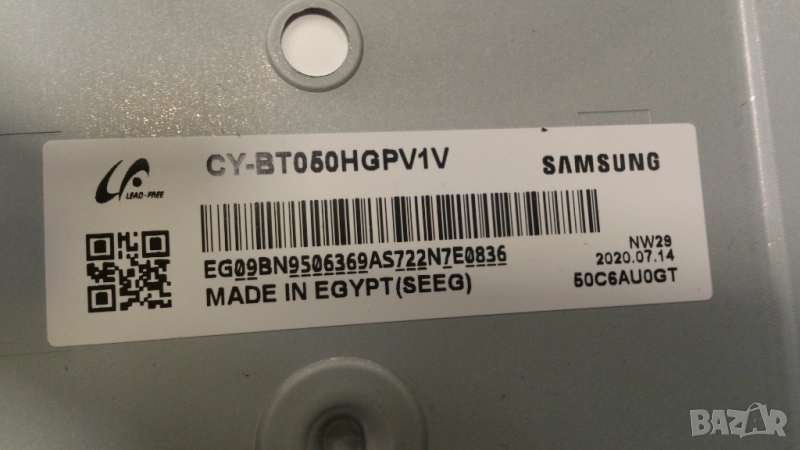 CY-BT050HGPV1V
SAMSUNG
LEAD-FREE
EG09BN9506369AS722N7E0836
MADE IN EGYPT(SEEG)
NW29
2020.07.14
50C6AU0GT
BAZAR